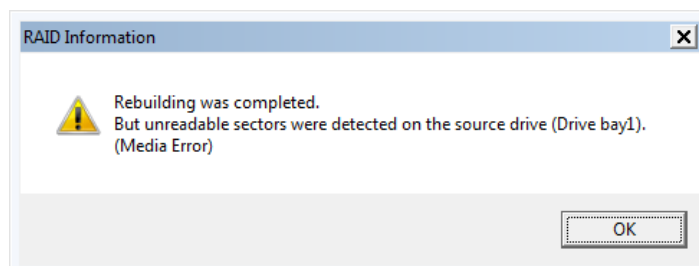 RAID Information
Rebuilding was completed.
But unreadable sectors were detected on the source drive (Drive bay1).
(Media Error)
OK